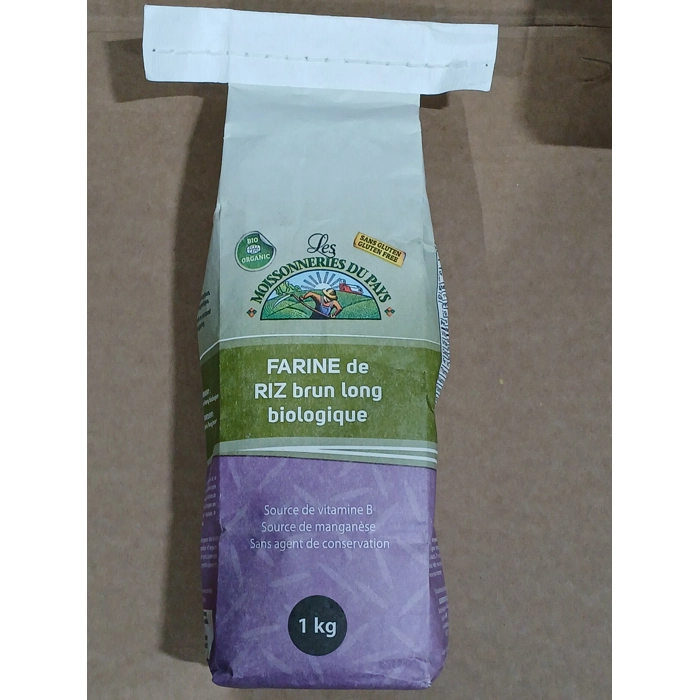 BIO
ORGANIC
SANS GLUTEN
GLUTEN FREE
Les
MOISSONNERIES DU PAYS
FARINE de
RIZ brun long
biologique
Source de vitamine B
Source de manganèse
Sans agent de conservation
1 kg